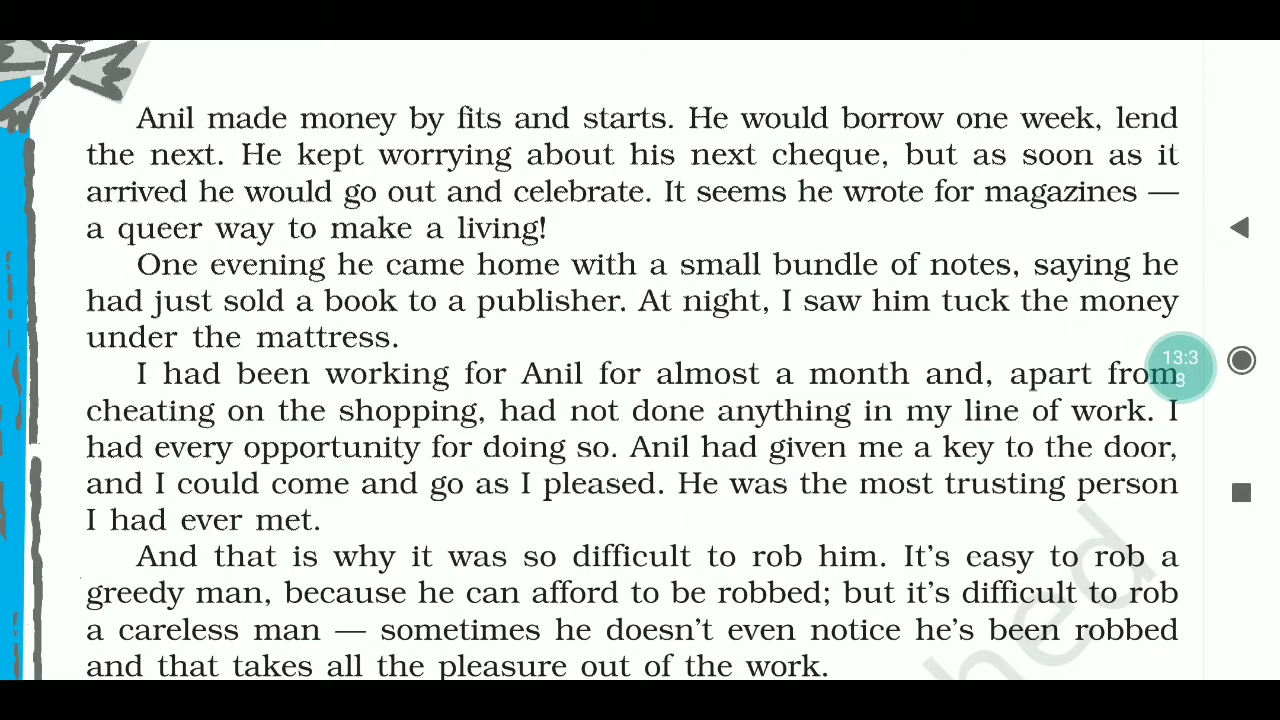 Anil made money by fits and starts. He would borrow one week, lend
the next. He kept worrying about his next cheque, but as soon as it
arrived he would go out and celebrate. It seems he wrote for magazines —
a queer way to make a living!
One evening he came home with a small bundle of notes, saying he
had just sold a book to a publisher. At night, I saw him tuck the money
under the mattress.
I had been working for Anil for almost a month and, apart from
13:3
8
cheating on the shopping, had not done anything in my line of work. I
had every opportunity for doing so. Anil had given me a key to the door,
and I could come and go as I pleased. He was the most trusting person
I had ever met.
And that is why it was so difficult to rob him. It's easy to rob a
greedy man, because he can afford to be robbed; but it's difficult to rob
a careless man — sometimes he doesn't even notice he's been robbed
and that takes all the pleasure out of the work.